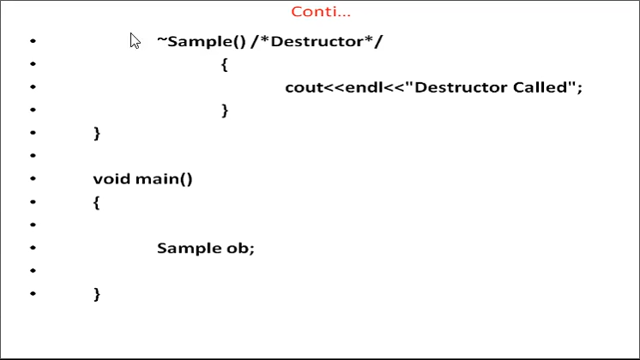 Conti...
• ~Sample() /*Destructor*/
• {
• cout<<endl<<"Destructor Called";
• }
• }
•
• void main()
• {
•
• Sample ob;
•
• }